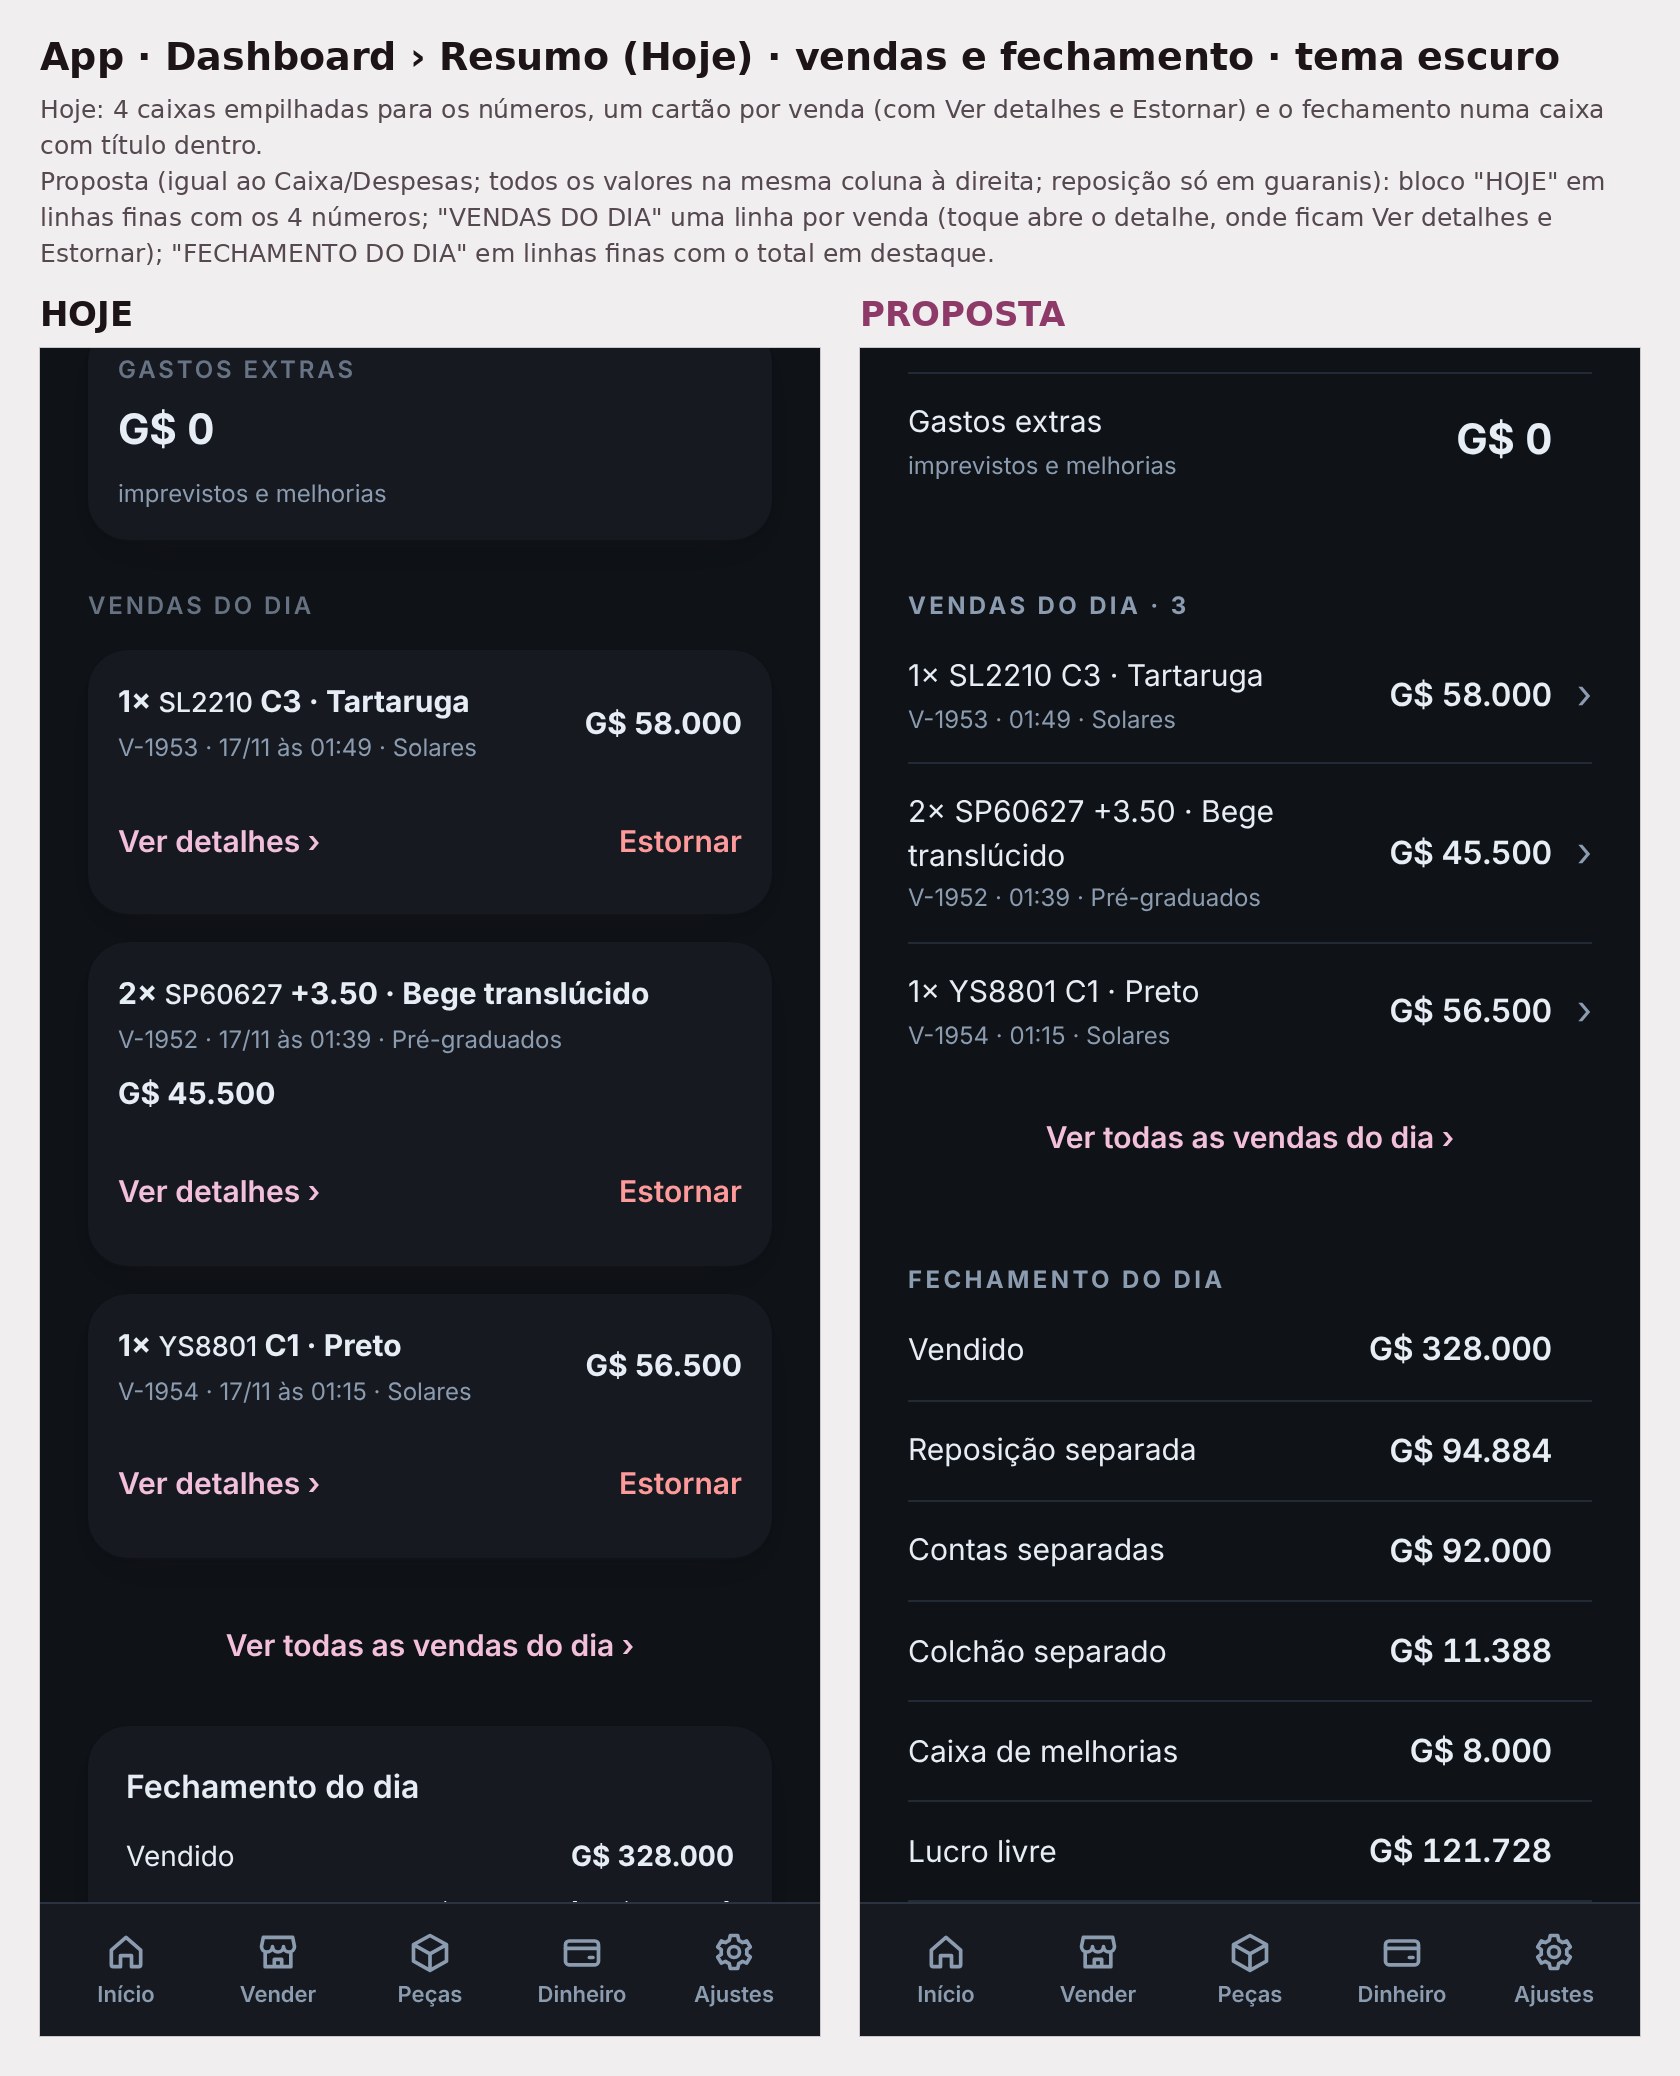 App · Dashboard › Resumo (Hoje) · vendas e fechamento · tema escuro
Hoje: 4 caixas empilhadas para os números, um cartão por venda (com Ver detalhes e Estornar) e o fechamento numa caixa
com título dentro.
Proposta (igual ao Caixa/Despesas; todos os valores na mesma coluna à direita; reposição só em guaranis): bloco "HOJE" em
linhas finas com os 4 números; "VENDAS DO DIA" uma linha por venda (toque abre o detalhe, onde ficam Ver detalhes e
Estornar); "FECHAMENTO DO DIA" em linhas finas com o total em destaque.
HOJE
GASTOS EXTRAS
G$ 0
imprevistos e melhorias
VENDAS DO DIA
1× SL2210 C3 · Tartaruga
G$ 58.000
V-1953 · 17/11 às 01:49 · Solares
Ver detalhes ›
Estornar
2× SP60627 +3.50 · Bege translúcido
V-1952 · 17/11 às 01:39 · Pré-graduados
G$ 45.500
Ver detalhes ›
Estornar
1× YS8801 C1 · Preto
G$ 56.500
V-1954 · 17/11 às 01:15 · Solares
Ver detalhes ›
Estornar
Ver todas as vendas do dia ›
Fechamento do dia
Vendido
G$ 328.000
Início
Vender
Peças
Dinheiro
Ajustes
PROPOSTA
Gastos extras
G$ 0
imprevistos e melhorias
VENDAS DO DIA · 3
1× SL2210 C3 · Tartaruga
G$ 58.000 ›
V-1953 · 01:49 · Solares
2× SP60627 +3.50 · Bege
translúcido
G$ 45.500 ›
V-1952 · 01:39 · Pré-graduados
1× YS8801 C1 · Preto
G$ 56.500 ›
V-1954 · 01:15 · Solares
Ver todas as vendas do dia ›
FECHAMENTO DO DIA
Vendido
G$ 328.000
Reposição separada
G$ 94.884
Contas separadas
G$ 92.000
Colchão separado
G$ 11.388
Caixa de melhorias
G$ 8.000
Lucro livre
G$ 121.728
Início
Vender
Peças
Dinheiro
Ajustes